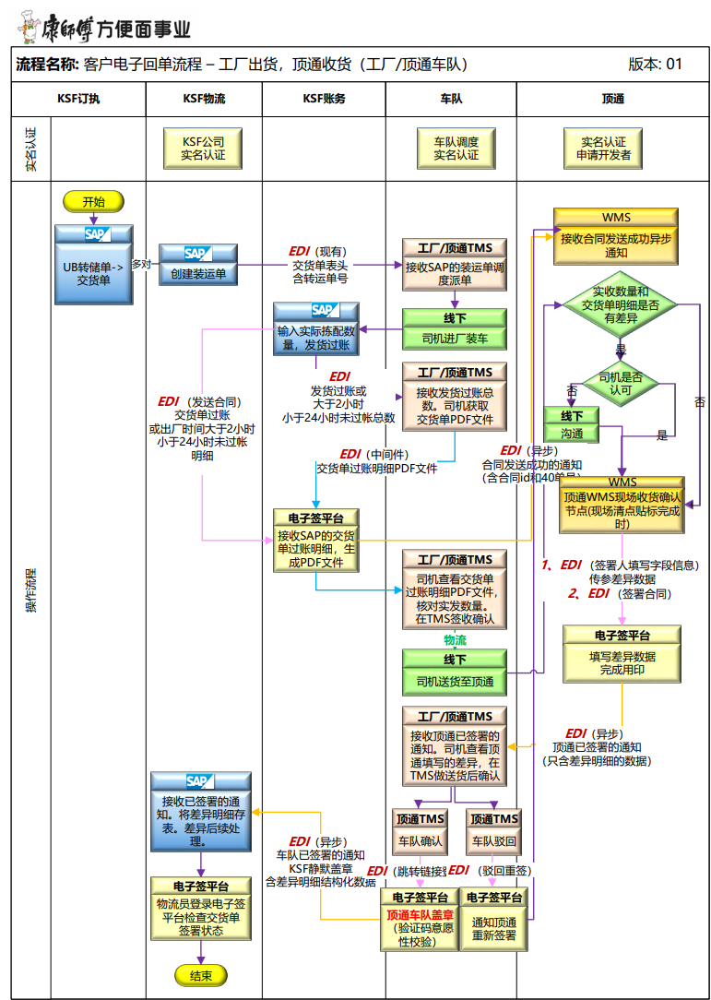 康師傅方便面事业
流程名称: 客户电子回单流程 – 工厂出货，顶通收货（工厂/顶通车队）
版本: 01
KSF订执
KSF物流
KSF账务
车队
顶通
实名认证
KSF公司
实名认证
车队调度
实名认证
实名认证
申请开发者
操作流程
开始
SAP
UB转储单->
交货单
多对一
SAP
创建装运单
EDI（现有）
交货单表头
含转运单号
工厂/顶通TMS
接收SAP的装运单调
度派单
WMS
接收合同发送成功异步
通知
线下
司机进厂装车
SAP
输入实际拣配数
量，发货过账
实收数量和
交货单明细是否
有差异
是
否
司机是否
认可
否
是
线下
沟通
EDI
发货过账或
大于2小时
小于24小时未过帐总数
工厂/顶通TMS
接收发货过账总
数。司机获取
交货单PDF文件
EDI（发送合同）
交货单过账
或出厂时间大于2小时
小于24小时未过帐
明细
EDI（中间件）
交货单过账明细PDF文件
EDI（异步）
合同发送成功的通知
（含合同id和40单号）
WMS
顶通WMS现场收货确认
节点(现场清点贴标完成
时)
电子签平台
接收SAP的交货
单过账明细，生
成PDF文件
工厂/顶通TMS
司机查看交货单
过账明细PDF文件，
核对实发数量。
在TMS签收确认
1、EDI（签署人填写字段信息）
传参差异数据
2、EDI（签署合同）
物流
线下
司机送货至顶通
电子签平台
填写差异数据
完成用印
工厂/顶通TMS
接收顶通已签署的
通知。司机查看顶
通填写的差异，在
TMS做送货后确认
EDI（异步）
顶通已签署的通知
（只含差异明细的数据）
SAP
接收已签署的通
知。将差异明细存
表。差异后续处
理。
顶通TMS
车队确认
顶通TMS
车队驳回
EDI（异步）
车队已签署的通知
KSF静默盖章
含差异明细结构化数据
EDI（跳转链接
EDI（驳回重签）
电子签平台
物流员登录电子签
平台检查交货单
签署状态
电子签平台
顶通车队盖章
（验证码意愿
性校验）
电子签平台
通知顶通
重新签署
结束